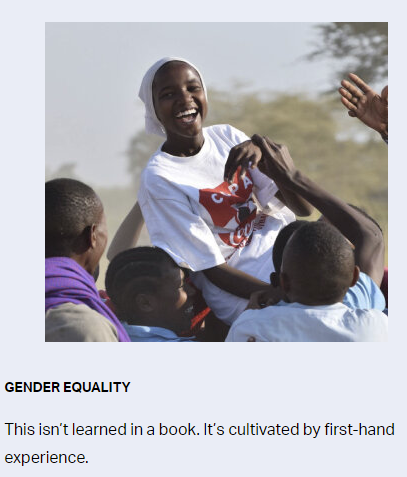 GENDER EQUALITY
This isn’t learned in a book. It’s cultivated by first-hand
experience.